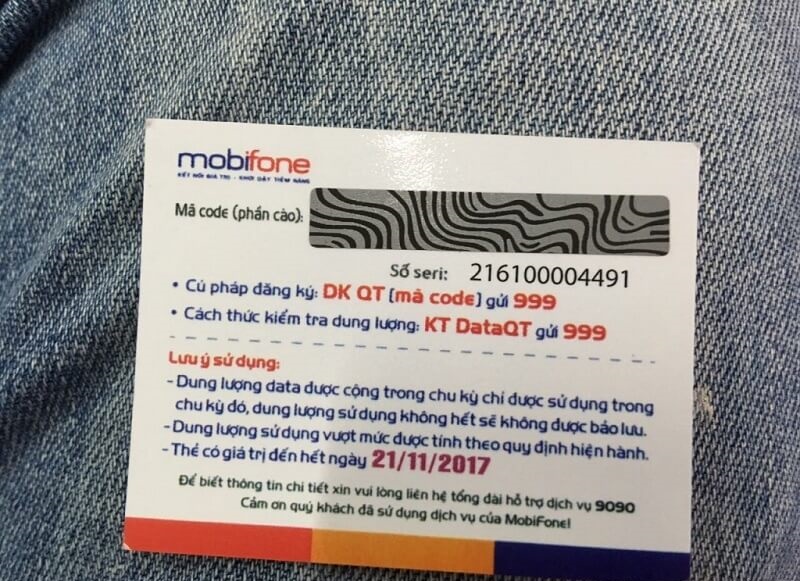 mobifone
KẾT NỐI GIÁ TRỊ - KHƠI DẬY TIỀM NĂNG
Mã code (phần cào):
Số seri: 216100004491
• Cú pháp đăng ký: DK QT [mã code] gửi 999
• Cách thức kiểm tra dung lượng: KT DataQT gửi 999
Lưu ý sử dụng:
- Dung lượng data được cộng trong chu kỳ chỉ được sử dụng trong
chu kỳ đó, dung lượng sử dụng không hết sẽ không được bảo lưu.
- Dung lượng sử dụng vượt mức được tính theo quy định hiện hành.
- Thẻ có giá trị đến hết ngày 21/11/2017
Để biết thông tin chi tiết xin vui lòng liên hệ tổng đài hỗ trợ dịch vụ 9090
Cảm ơn quý khách đã sử dụng dịch vụ của MobiFone!